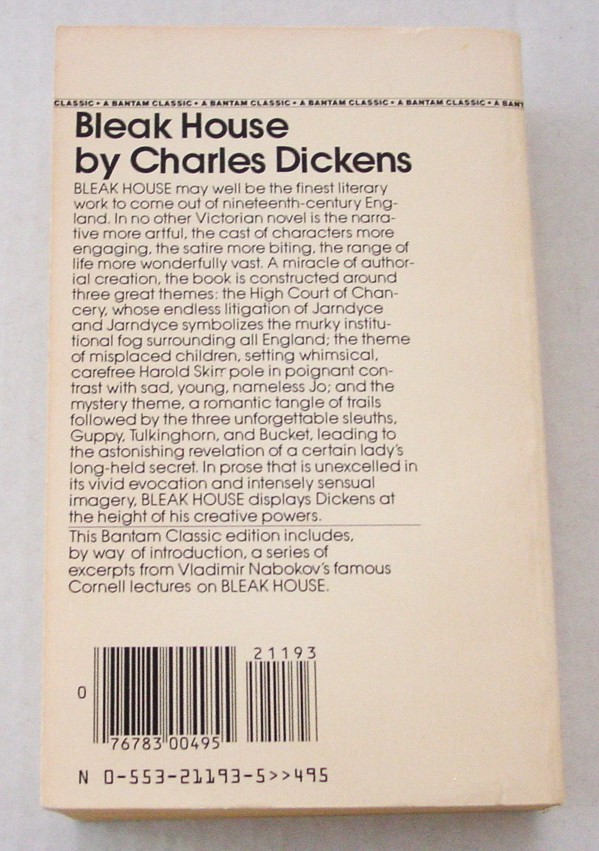 CLASSIC • A BANTAM CLASSIC • A BANTAM CLASSIC • A BANTAM CLASSIC • A BANTAM CLASSIC • A BANT
Bleak House
by Charles Dickens
BLEAK HOUSE may well be the finest literary
work to come out of nineteenth-century Eng-
land. In no other Victorian novel is the narra-
tive more artful, the cast of characters more
engaging, the satire more biting, the range of
life more wonderfully vast. A miracle of author-
ial creation, the book is constructed around
three great themes: the High Court of Chan-
cery, whose endless litigation of Jarndyce
and Jarndyce symbolizes the murky institu-
tional fog surrounding all England; the theme
of misplaced children, setting whimsical,
carefree Harold Skimpole in poignant con-
trast with sad, young, nameless Jo; and the
mystery theme, a romantic tangle of trails
followed by the three unforgettable sleuths,
Guppy, Tulkinghorn, and Bucket, leading to
the astonishing revelation of a certain lady's
long-held secret. In prose that is unexcelled in
its vivid evocation and intensely sensual
imagery, BLEAK HOUSE displays Dickens at
the height of his creative powers.
This Bantam Classic edition includes,
by way of introduction, a series of
excerpts from Vladimir Nabokov's famous
Cornell lectures on BLEAK HOUSE.
21193
0
76783 00495
N 0-553-21193-5>>495